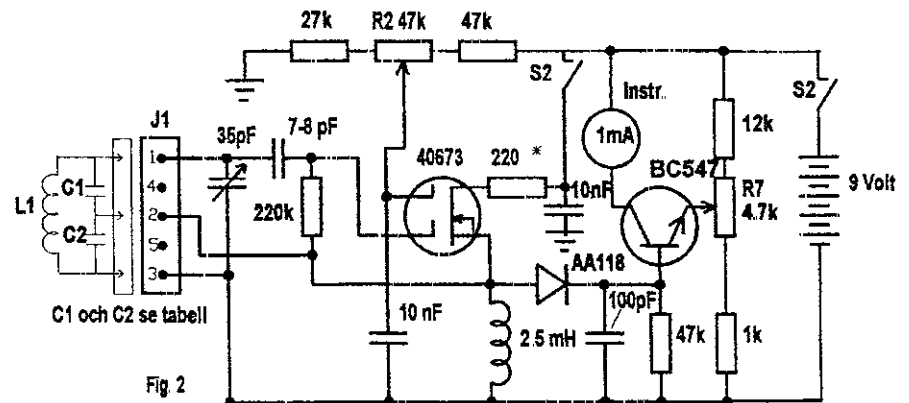 27k
R2 47k
47k
S2
Instr..
1mA
12k
S2
J1
35pF
7-8 pF
40673
220 *
10nF
BC547
R7
4.7k
9 Volt
1
4
2
5
3
L1
C1
C2
220k
AA118
100pF
C1 och C2 se tabell
10 nF
2.5 mH
47k
1k
Fig. 2